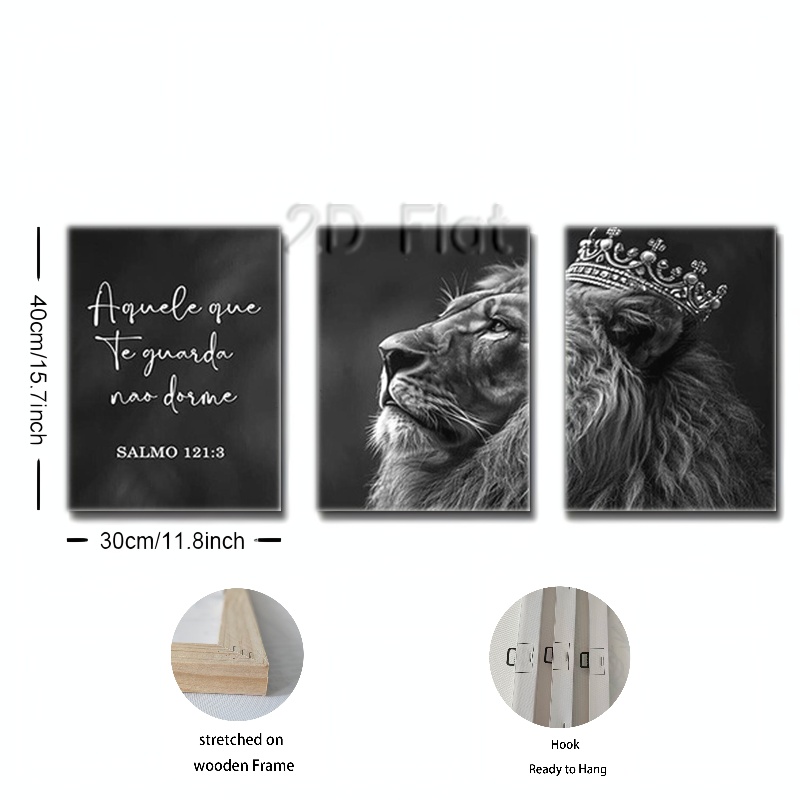 2D Flat
Aquele que
Te guarda
nao dorme
SALMO 121:3
40cm/15.7inch
30cm/11.8inch
stretched on
wooden Frame
Hook
Ready to Hang